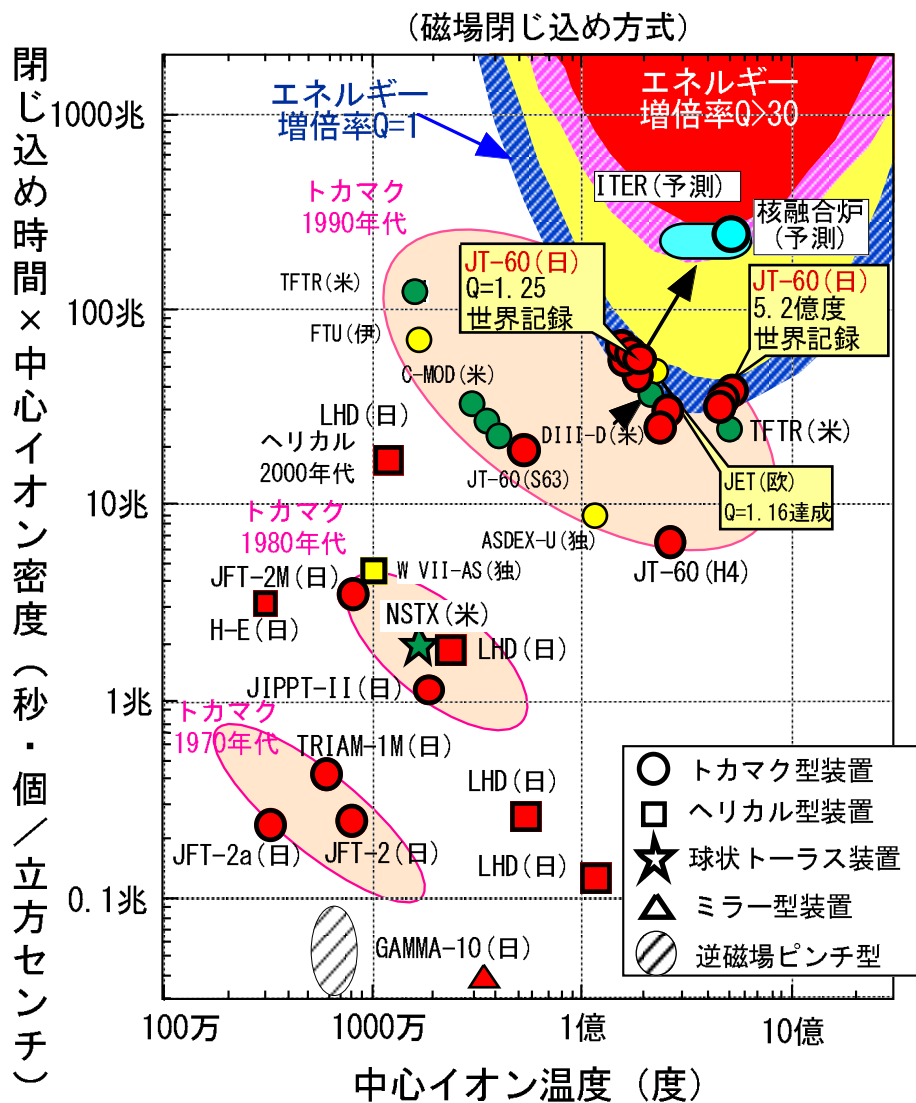 (磁場閉じ込め方式)
閉じ込め時間×中心イオン密度(秒・個/立方センチ)
1000兆
100兆
10兆
1兆
0.1兆
エネルギー
増倍率Q=1
エネルギー
増倍率Q>30
トカマク
1990年代
ITER(予測)
核融合炉
(予測)
JT-60(日)
Q=1.25
世界記録
JT-60(日)
5.2億度
世界記録
TFTR(米)
FTU(伊)
C-MOD(米)
LHD(日)
ヘリカル
2000年代
DIII-D(米)
TFTR(米)
JT-60(S63)
JET(欧)
Q=1.16達成
トカマク
1980年代
ASDEX-U(独)
JT-60(H4)
JFT-2M(日)
W VII-AS(独)
H-E(日)
NSTX(米)
LHD(日)
JIPPT-II(日)
トカマク
1970年代
TRIAM-1M(日)
LHD(日)
JFT-2a(日)
JFT-2(日)
LHD(日)
GAMMA-10(日)
トカマク型装置
ヘリカル型装置
球状トーラス装置
ミラー型装置
逆磁場ピンチ型
100万
1000万
1億
10億
中心イオン温度(度)